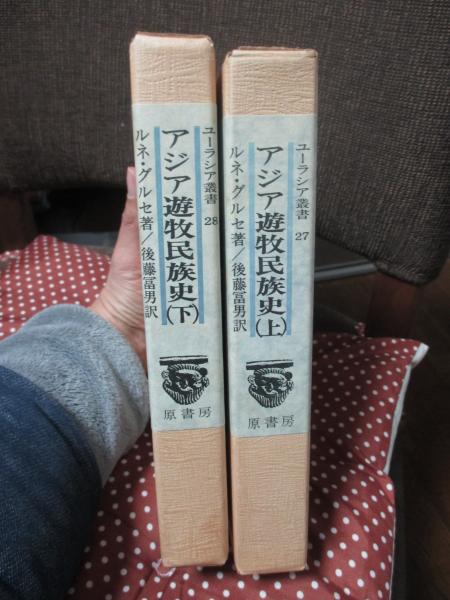 ユーラシア叢書 27
アジア遊牧民族史(上)
ルネ・グルセ著/後藤冨男訳
原書房
ユーラシア叢書 28
アジア遊牧民族史(下)
ルネ・グルセ著/後藤冨男訳
原書房